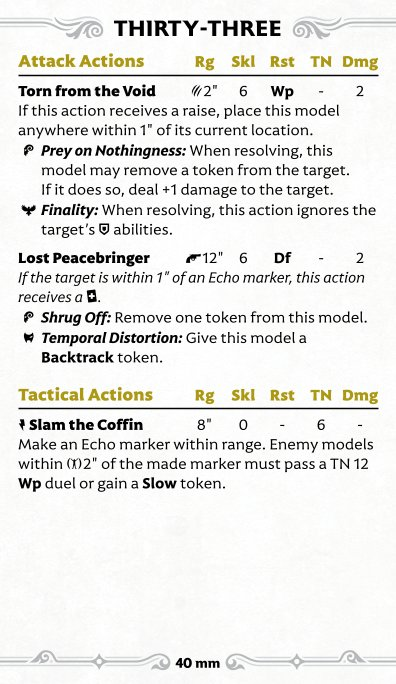 THIRTY-THREE
Attack Actions Rg Skl Rst TN Dmg
Torn from the Void 2" 6 Wp - 2
If this action receives a raise, place this model
anywhere within 1" of its current location.
Prey on Nothingness: When resolving, this
model may remove a token from the target.
If it does so, deal +1 damage to the target.
Finality: When resolving, this action ignores the
target's abilities.
Lost Peacebringer 12" 6 Df - 2
If the target is within 1" of an Echo marker, this action
receives a .
Shrug Off: Remove one token from this model.
Temporal Distortion: Give this model a
Backtrack token.
Tactical Actions Rg Skl Rst TN Dmg
Slam the Coffin 8" 0 - 6 -
Make an Echo marker within range. Enemy models
within 2" of the made marker must pass a TN 12
Wp duel or gain a Slow token.
40 mm